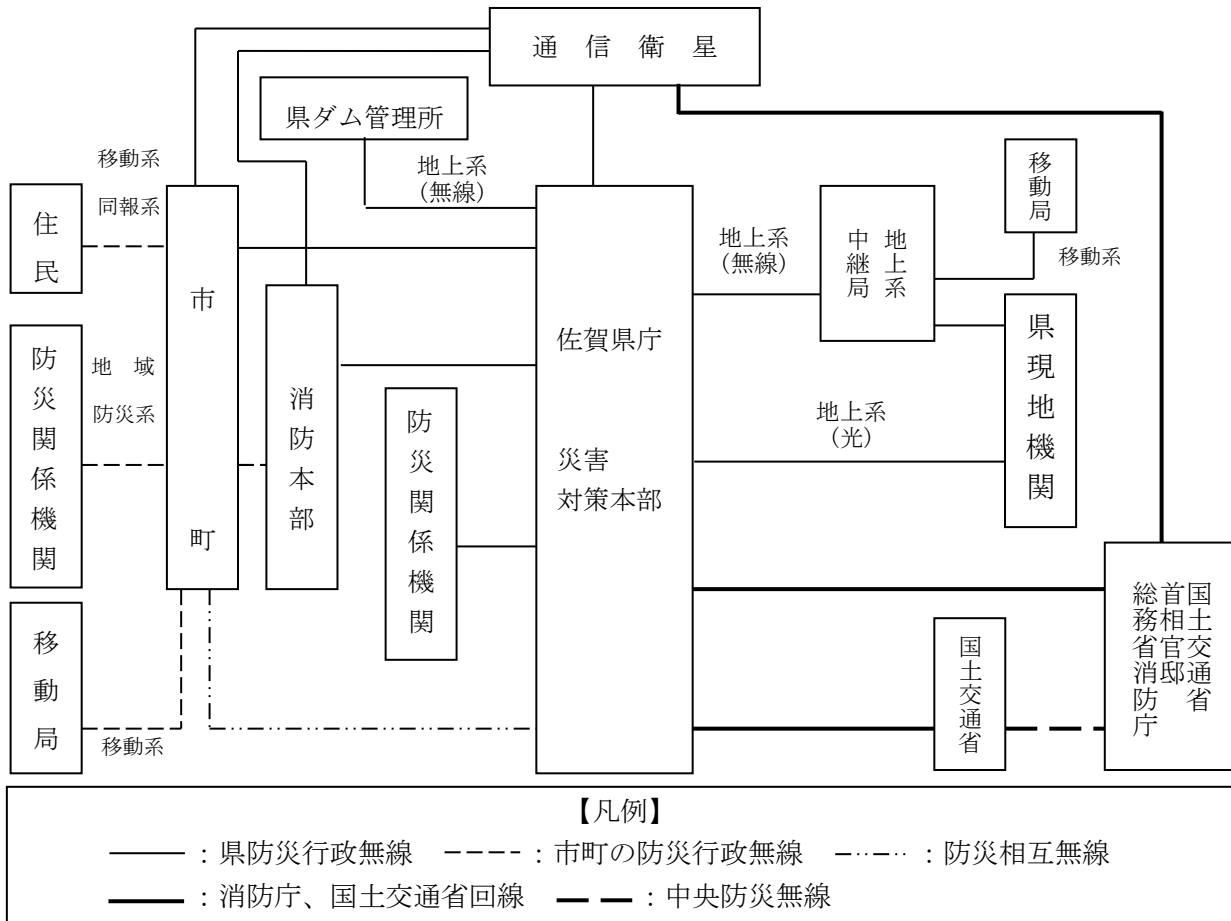 通信衛星
県ダム管理所
移動系
同報系
地上系
(無線)
移動局
住民
市町
地上系
(無線)
地上系
中継局
移動系
佐賀県庁
災害
対策本部
防災関係機関
地域
防災系
消防本部
防災関係機関
地上系
(光)
県現地機関
移動局
移動系
国土交通省
国土交通省
首相官邸
総務省消防庁
【凡例】
:県防災行政無線
:市町の防災行政無線
:防災相互無線
:消防庁、国土交通省回線
:中央防災無線